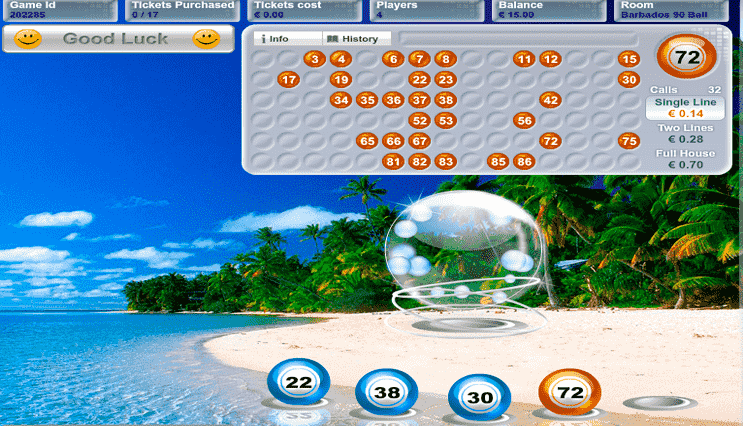 Game Id
Tickets Purchased
Tickets cost
Players
Balance
Room
202285
0 / 17
€ 0.00
4
€ 15.00
Barbados 90 Ball
Good Luck
Info
History
3 4 6 7 8 11 12 15
72
17 19 22 23 30
Calls 32
34 35 36 37 38 42
Single Line
€ 0.14
52 53 56
Two Lines
€ 0.28
65 66 67 72 75
Full House
€ 0.70
81 82 83 85 86
22
38
30
72